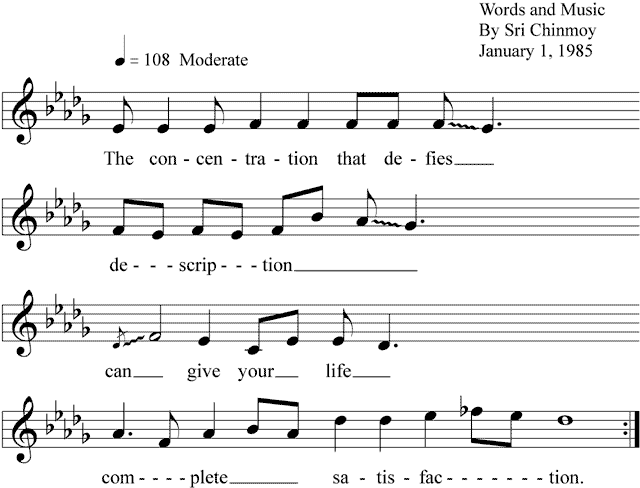 Words and Music
By Sri Chinmoy
January 1, 1985
= 108 Moderate
The con - cen - tra - tion that de - fies
de - - - scrip - - - tion
can give your life
com - - - - plete sa - tis - fac - - - - - - - tion.